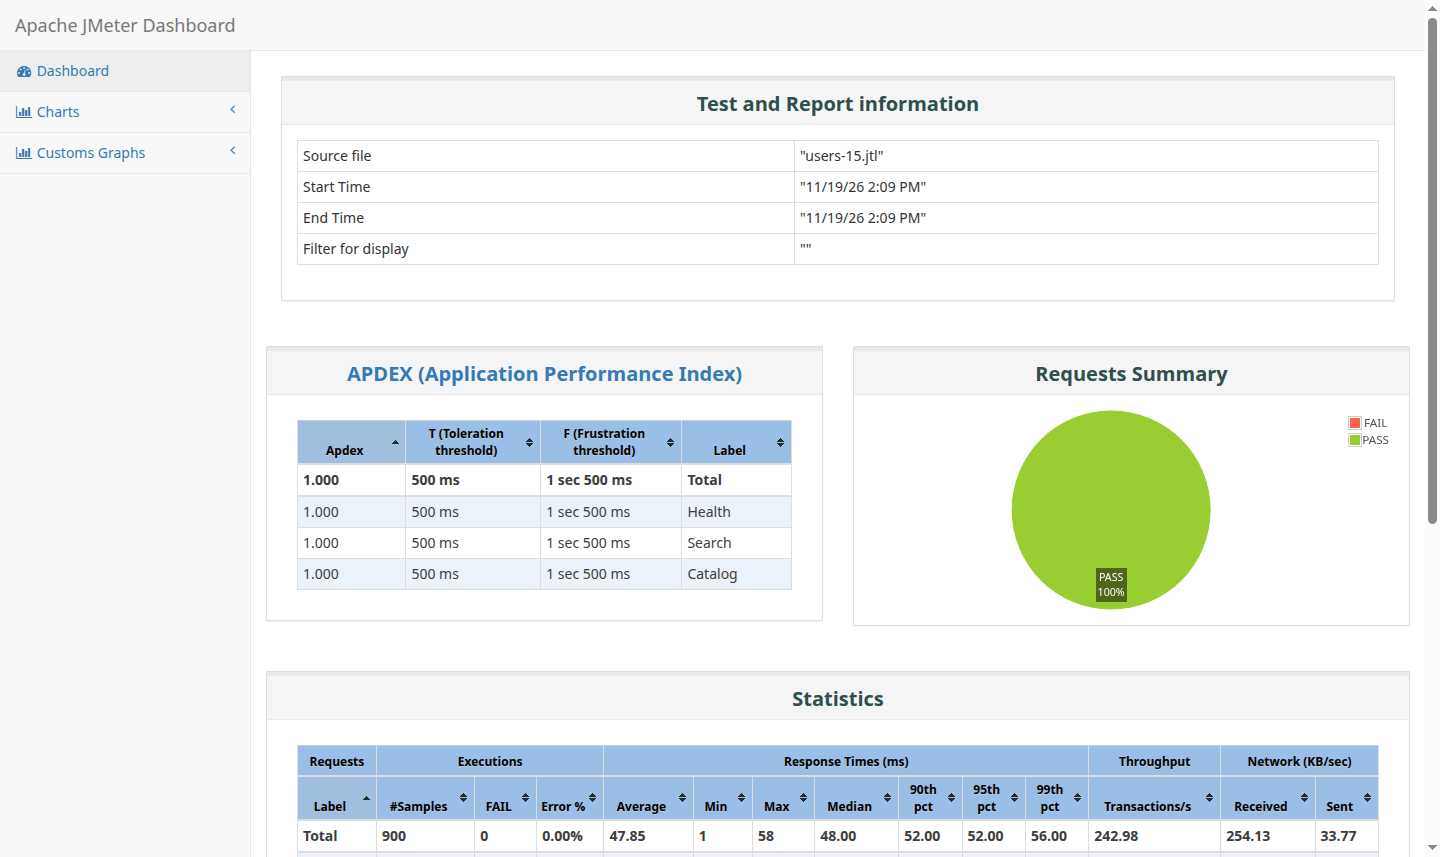 Apache JMeter Dashboard
Dashboard
Charts
Customs Graphs
Test and Report information
Source file "users-15.jtl"
Start Time "11/19/26 2:09 PM"
End Time "11/19/26 2:09 PM"
Filter for display ""
APDEX (Application Performance Index)
Apdex T (Toleration threshold) F (Frustration threshold) Label
1.000 500 ms 1 sec 500 ms Total
1.000 500 ms 1 sec 500 ms Health
1.000 500 ms 1 sec 500 ms Search
1.000 500 ms 1 sec 500 ms Catalog
Requests Summary
FAIL
PASS
PASS
100%
Statistics
Requests Executions Response Times (ms) Throughput Network (KB/sec)
Label #Samples FAIL Error % Average Min Max Median 90th pct 95th pct 99th pct Transactions/s Received Sent
Total 900 0 0.00% 47.85 1 58 48.00 52.00 52.00 56.00 242.98 254.13 33.77